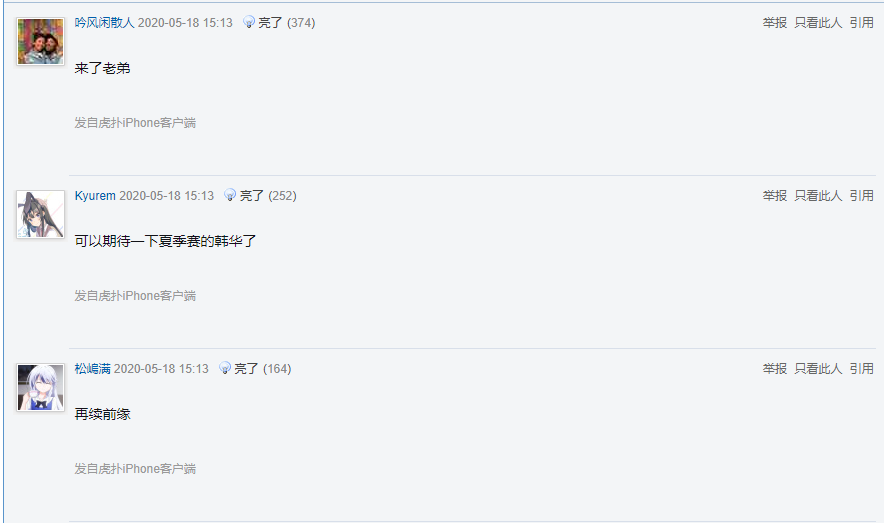 吟风闲散人 2020-05-18 15:13 亮了 (374) 举报 只看此人 引用
来了老弟
发自虎扑iPhone客户端
Kyurem 2020-05-18 15:13 亮了 (252) 举报 只看此人 引用
可以期待一下夏季赛的韩华了
发自虎扑iPhone客户端
松嵨满 2020-05-18 15:13 亮了 (164) 举报 只看此人 引用
再续前缘
发自虎扑iPhone客户端